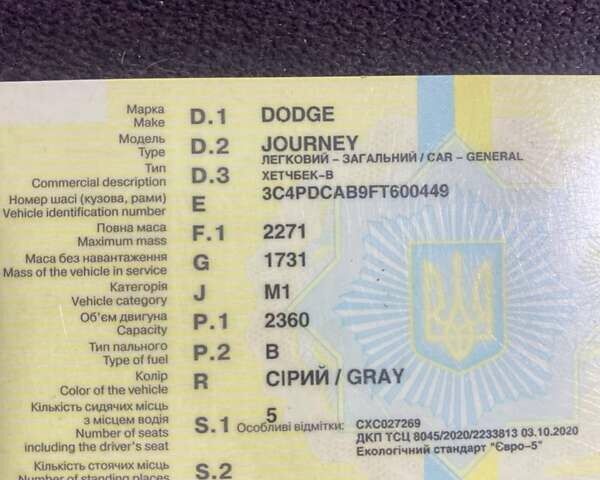 Марка
Make D.1 DODGE
Модель
Type D.2 JOURNEY
ЛЕГКОВИЙ – ЗАГАЛЬНИЙ / CAR – GENERAL
Тип
Commercial description D.3 ХЕТЧБЕК-В
Номер шасі (кузова, рами)
Vehicle identification number E 3C4PDCAB9FT600449
Повна маса
Maximum mass F.1 2271
Маса без навантаження
Mass of the vehicle in service G 1731
Категорія
Vehicle category J M1
Об'єм двигуна
Capacity P.1 2360
Тип пального
Type of fuel P.2 B
Колір
Color of the vehicle R СІРИЙ / GRAY
Кількість сидячих місць
з місцем водія
Number of seats
including the driver's seat S.1 5
Особливі відмітки: CXC027269
ДКП ТСЦ 8045/2020/2233813 03.10.2020
Екологічний стандарт "Євро-5"
Кількість стоячих місць
Number of standing places S.2